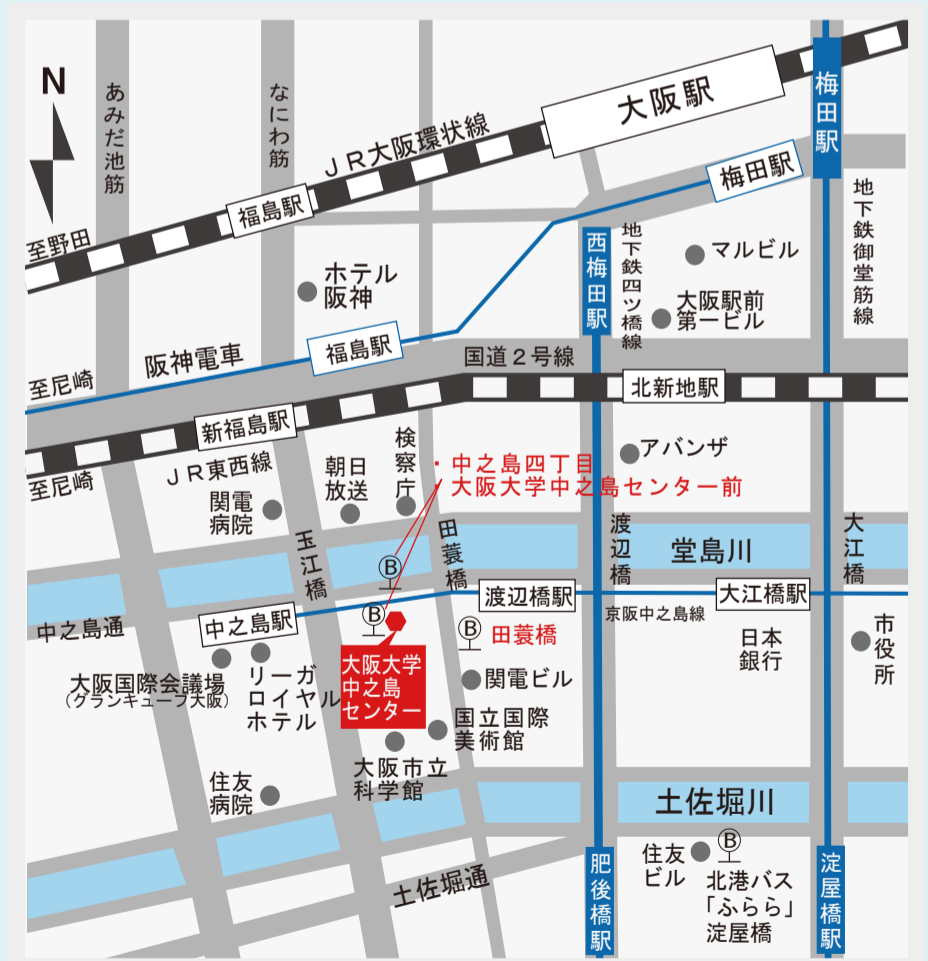 N
あみだ池筋
なにわ筋
JR大阪環状線
大阪駅
梅田駅
福島駅
梅田駅
至野田
ホテル
阪神
西梅田駅
地下鉄四ツ橋線
マルビル
地下鉄御堂筋線
大阪駅前
第一ビル
福島駅
阪神電車
国道2号線
至尼崎
北新地駅
新福島駅
アバンザ
至尼崎
JR東西線
関電
病院
朝日
放送
検察庁
・中之島四丁目
・大阪大学中之島センター前
玉江橋
田蓑橋
渡辺橋
堂島川
大江橋
B
中之島通
中之島駅
渡辺橋駅
京阪中之島線
大江橋駅
B
B
田蓑橋
日本
銀行
市役所
大阪国際会議場
(グランキューブ大阪)
リーガ
ロイヤル
ホテル
大阪大学
中之島
センター
関電ビル
国立国際
美術館
大阪市立
科学館
住友
病院
土佐堀川
土佐堀通
肥後橋駅
住友
ビル
B
北港バス
「ふらら」
淀屋橋
淀屋橋駅